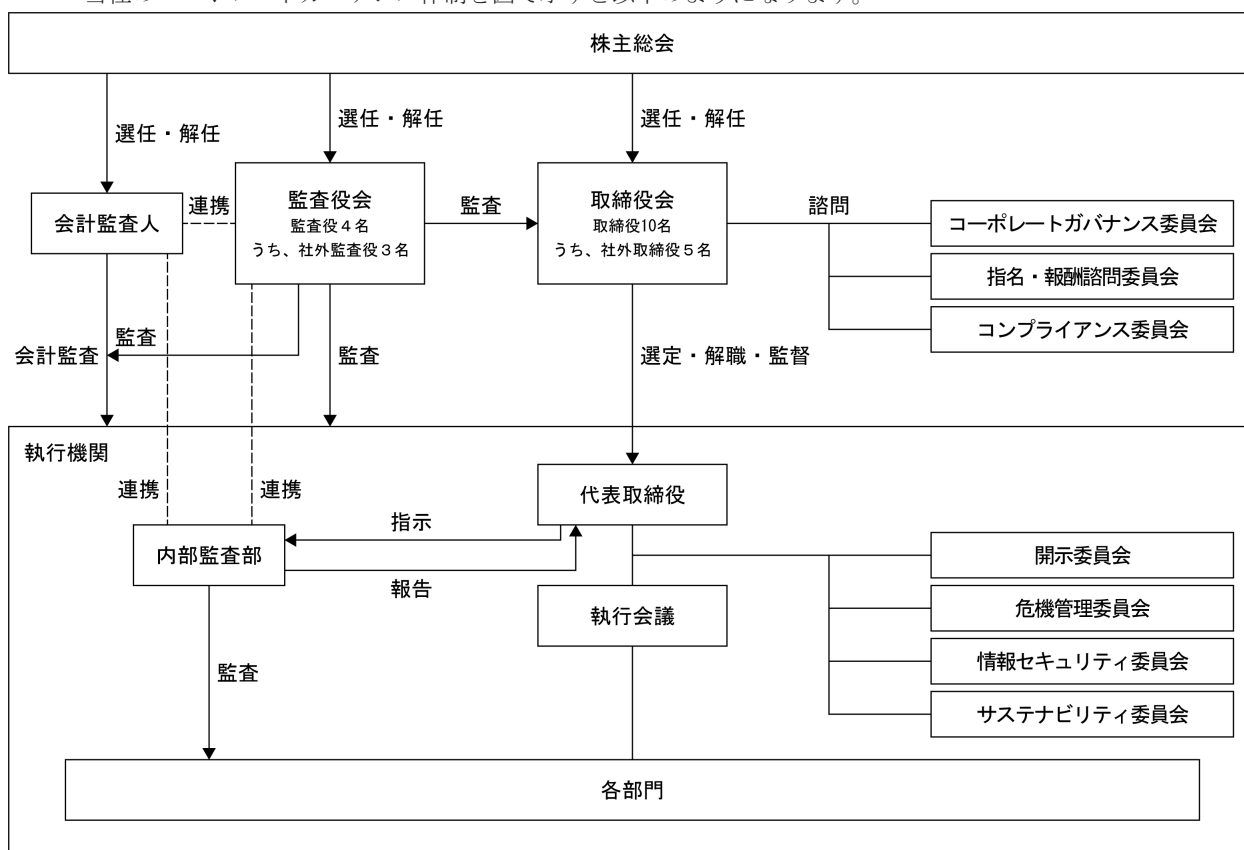 株主総会
選任・解任
選任・解任
選任・解任
会計監査人
連携
監査役会
監査役4名
うち、社外監査役3名
監査
取締役会
取締役10名
うち、社外取締役5名
諮問
コーポレートガバナンス委員会
指名・報酬諮問委員会
コンプライアンス委員会
会計監査
監査
監査
選定・解職・監督
執行機関
連携
連携
代表取締役
指示
内部監査部
報告
執行会議
開示委員会
危機管理委員会
情報セキュリティ委員会
サステナビリティ委員会
監査
各部門